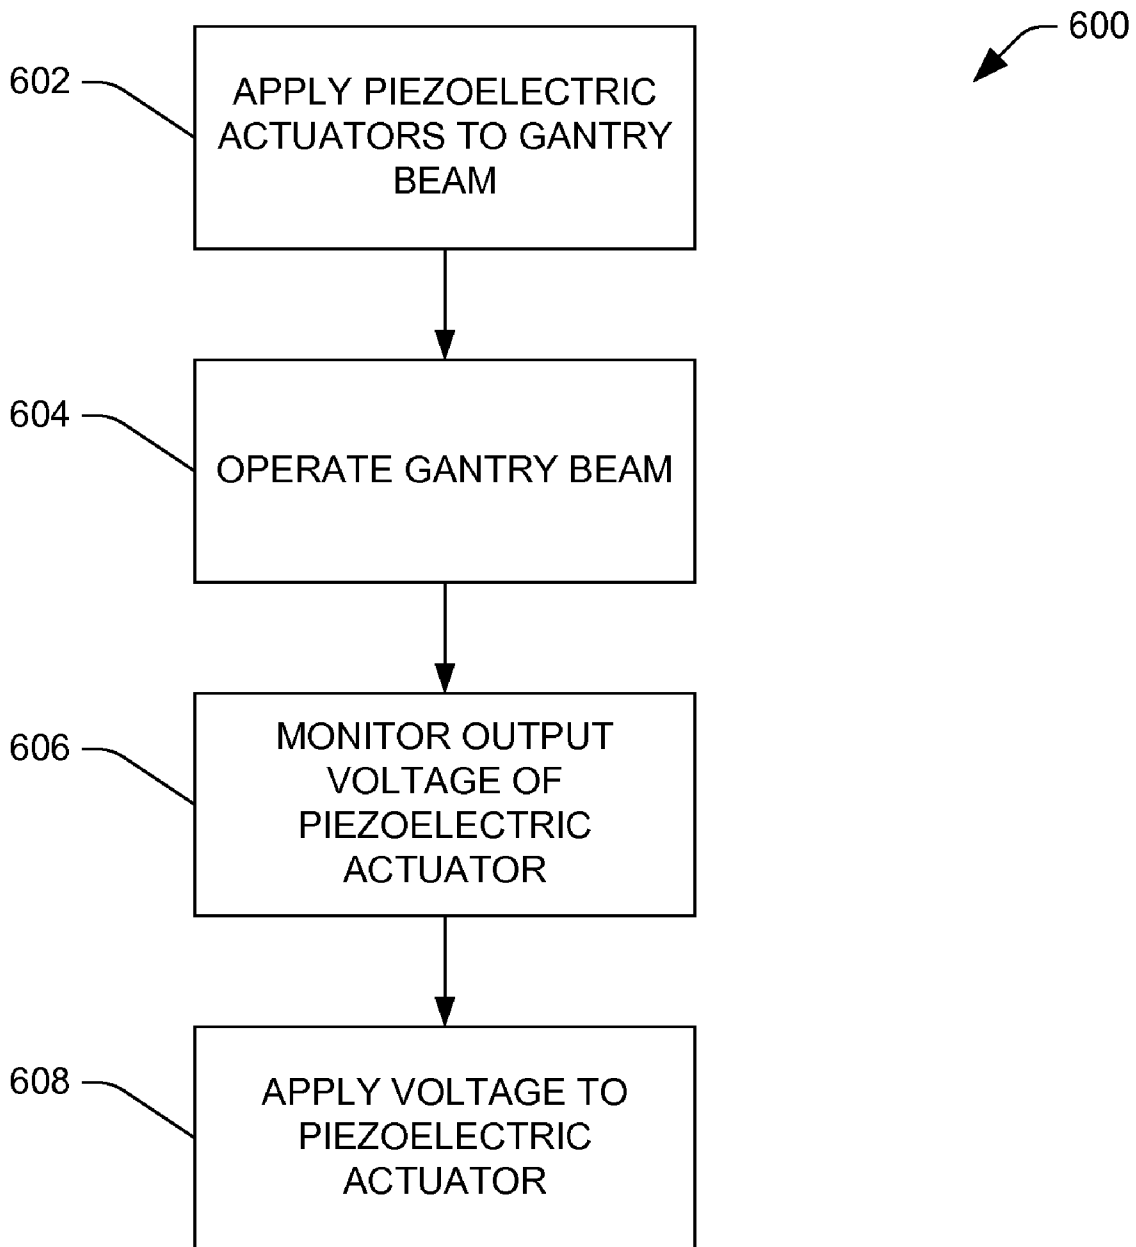 600
602
APPLY PIEZOELECTRIC
ACTUATORS TO GANTRY
BEAM
604
OPERATE GANTRY BEAM
606
MONITOR OUTPUT
VOLTAGE OF
PIEZOELECTRIC
ACTUATOR
608
APPLY VOLTAGE TO
PIEZOELECTRIC
ACTUATOR